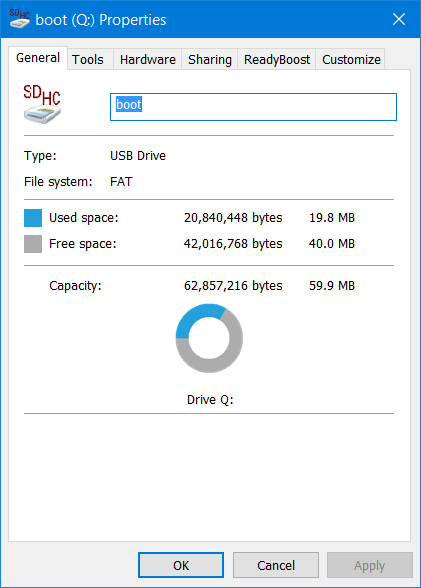 boot (Q:) Properties
General Tools Hardware Sharing ReadyBoost Customize
SDHC
boot
Type: USB Drive
File system: FAT
Used space: 20,840,448 bytes 19.8 MB
Free space: 42,016,768 bytes 40.0 MB
Capacity: 62,857,216 bytes 59.9 MB
Drive Q:
OK Cancel Apply